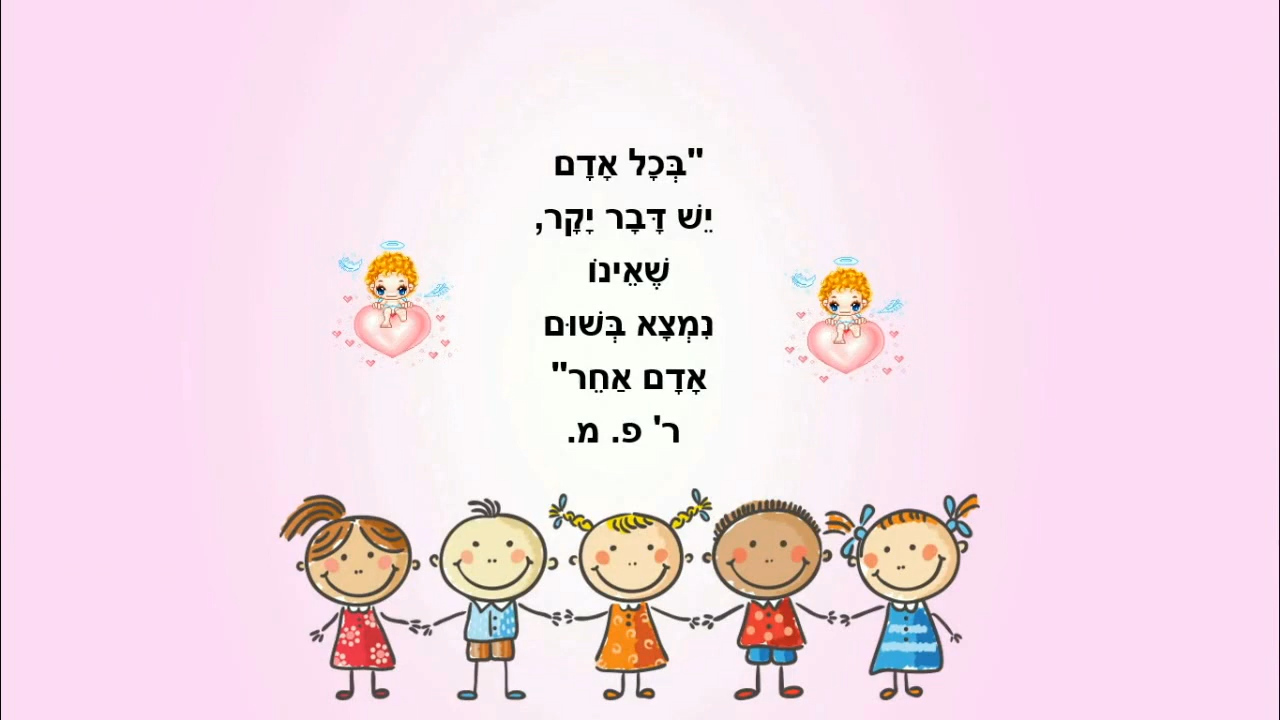 "בְּכָל אָדָם
יֵשׁ דָּבָר יָקָר,
שֶׁאֵינוֹ
נִמְצָא בְּשׁוּם
אָדָם אַחֵר"
ר' פ. מ.